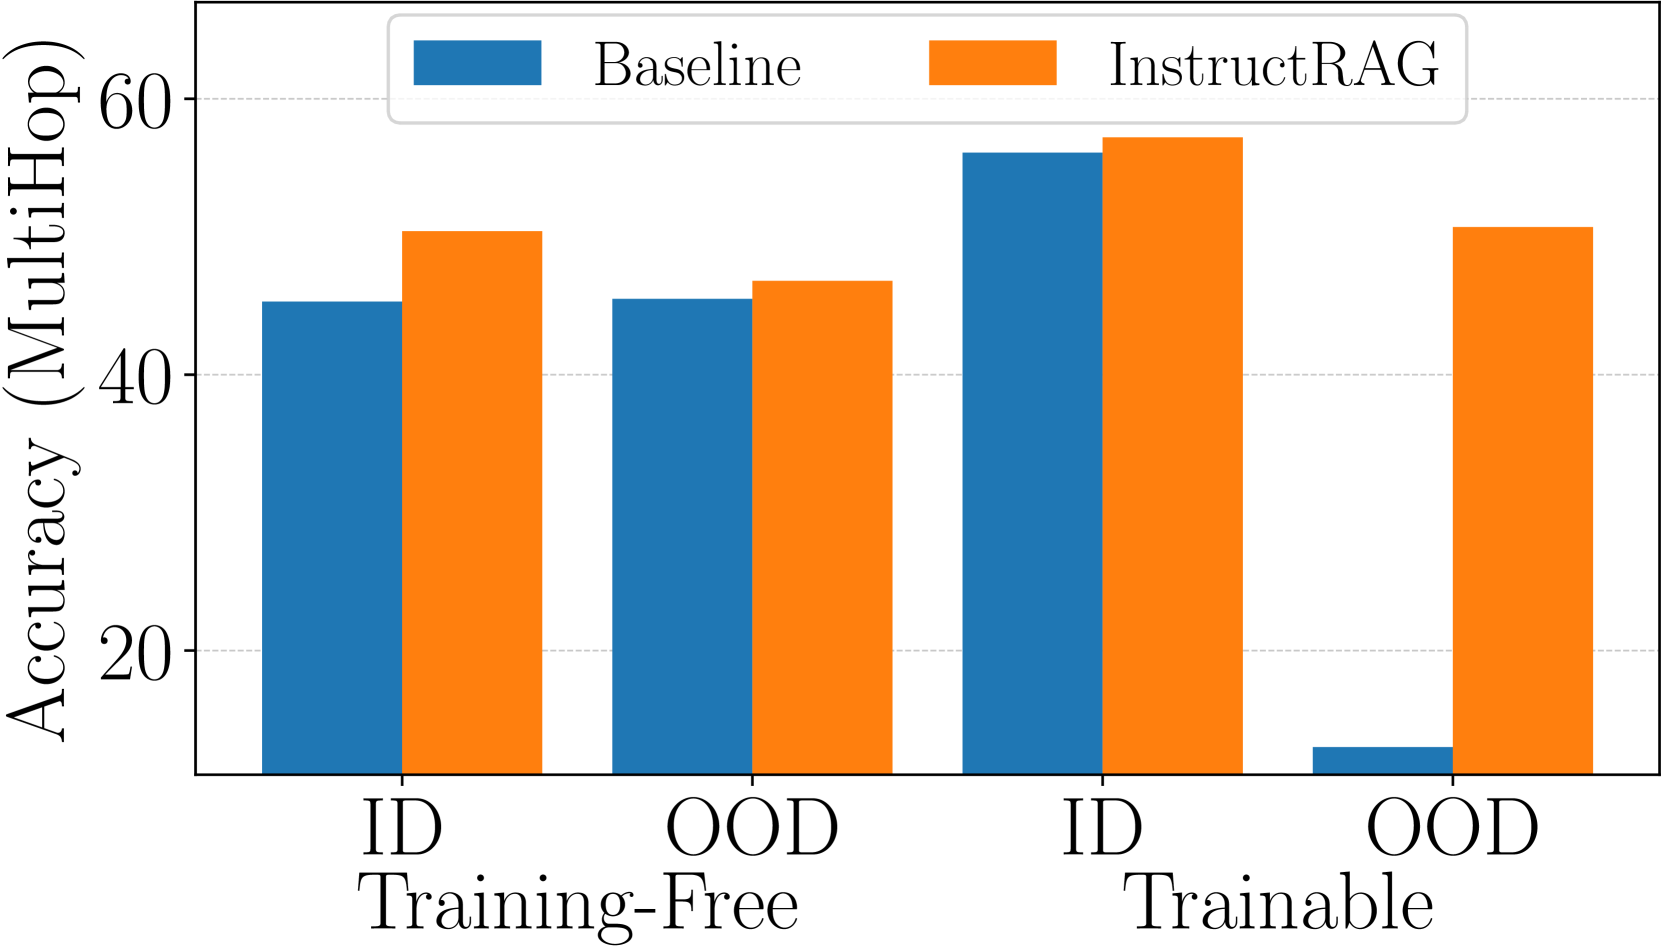 Baseline
InstructRAG
Accuracy (MultiHop)
60
40
20
ID
OOD
ID
OOD
Training-Free
Trainable